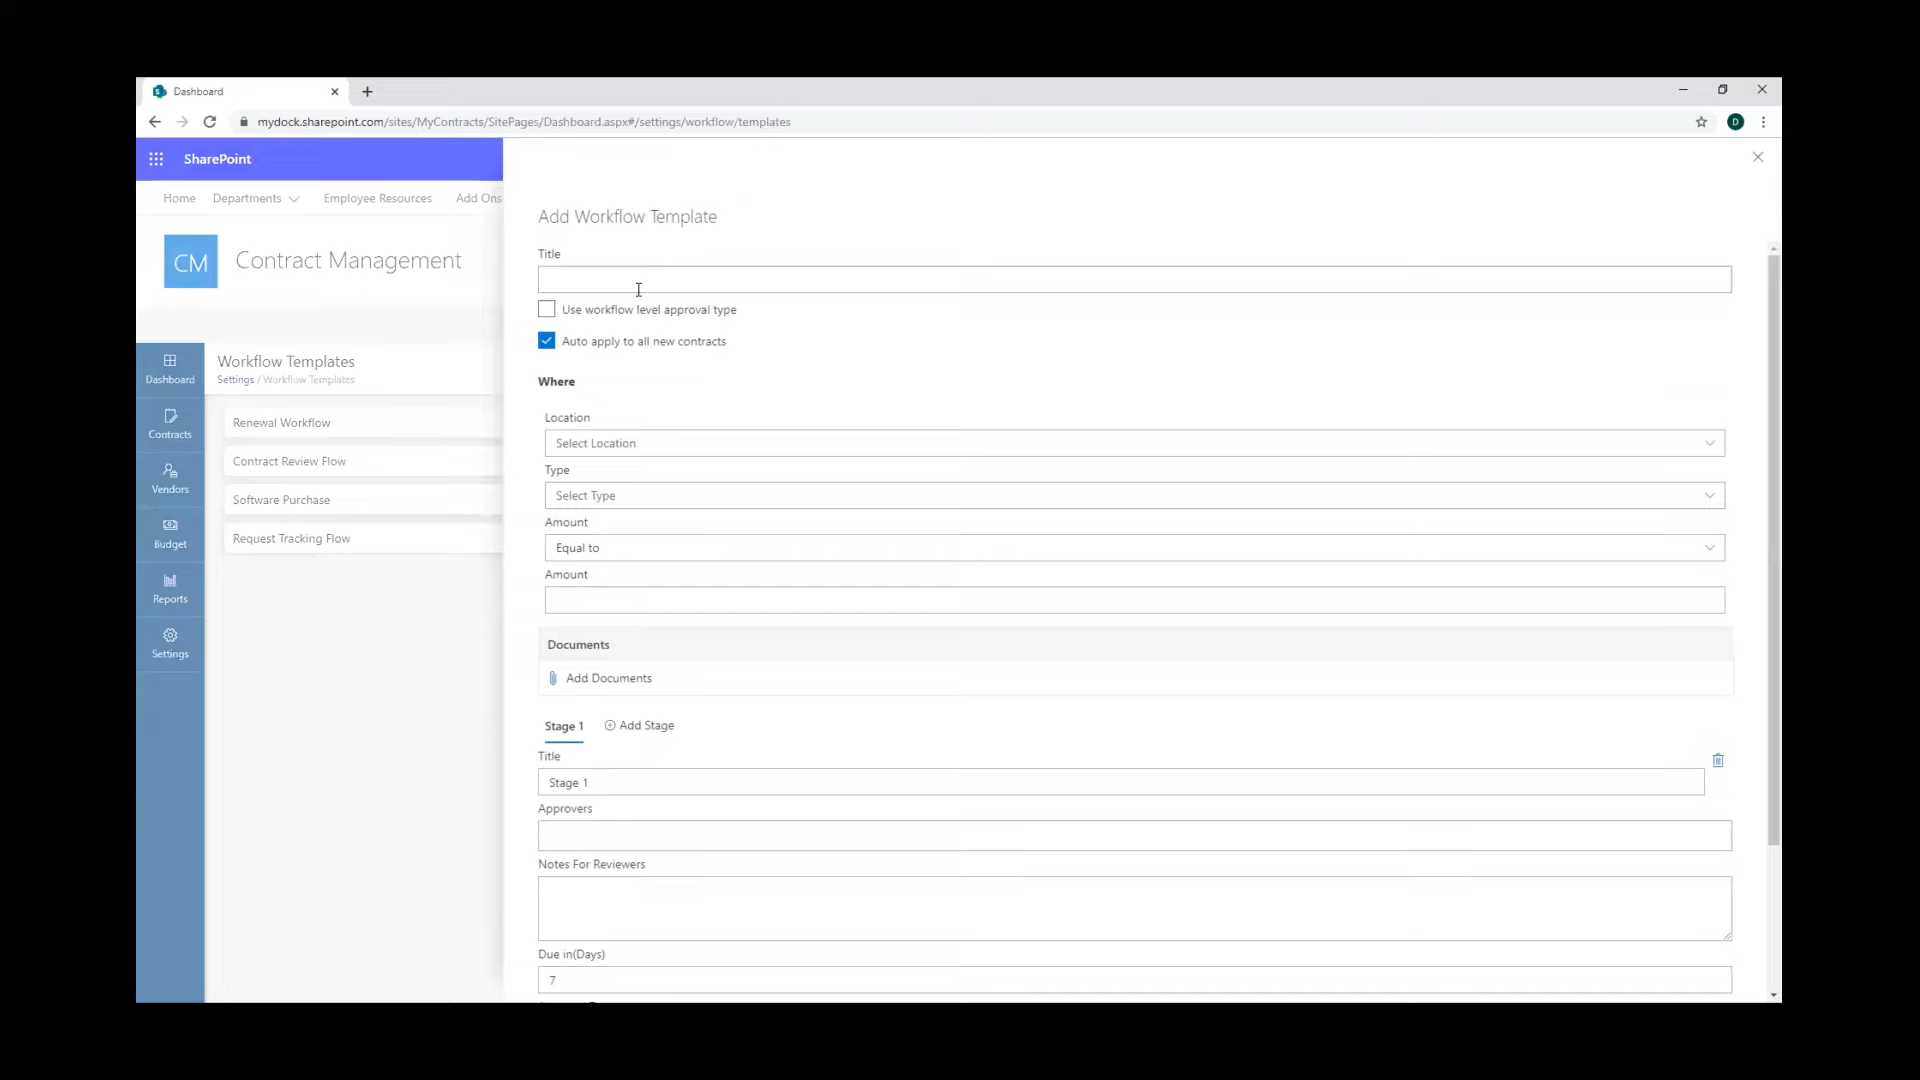 Dashboard
mydock.sharepoint.com/sites/MyContracts/SitePages/Dashboard.aspx#/settings/workflow/templates
D
SharePoint
Home Departments Employee Resources Add Ons
CM Contract Management
Dashboard
Contracts
Vendors
Budget
Reports
Settings
Workflow Templates
Settings / Workflow Templates
Renewal Workflow
Contract Review Flow
Software Purchase
Request Tracking Flow
Add Workflow Template
Title
Use workflow level approval type
Auto apply to all new contracts
Where
Location
Select Location
Type
Select Type
Amount
Equal to
Amount
Documents
Add Documents
Stage 1 Add Stage
Title
Stage 1
Approvers
Notes For Reviewers
Due in(Days)
7